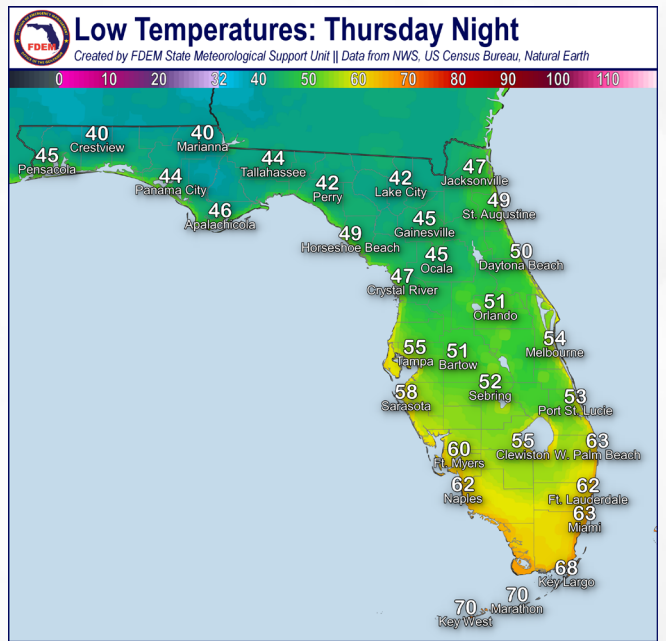 Low Temperatures: Thursday Night
Created by FDEM State Meteorological Support Unit || Data from NWS, US Census Bureau, Natural Earth
FDEM
0 10 20 32 40 50 60 70 80 90 100 110
40
Crestview
40
Marianna
45
Pensacola
44
Panama City
44
Tallahassee
46
Apalachicola
42
Perry
42
Lake City
47
Jacksonville
49
St. Augustine
45
Gainesville
49
Horseshoe Beach
45
Ocala
50
Daytona Beach
47
Crystal River
51
Orlando
55
Tampa
51
Bartow
54
Melbourne
52
Sebring
58
Sarasota
53
Port St. Lucie
60
Ft. Myers
55
Clewiston
63
W. Palm Beach
62
Naples
62
Ft. Lauderdale
63
Miami
68
Key Largo
70
Marathon
70
Key West